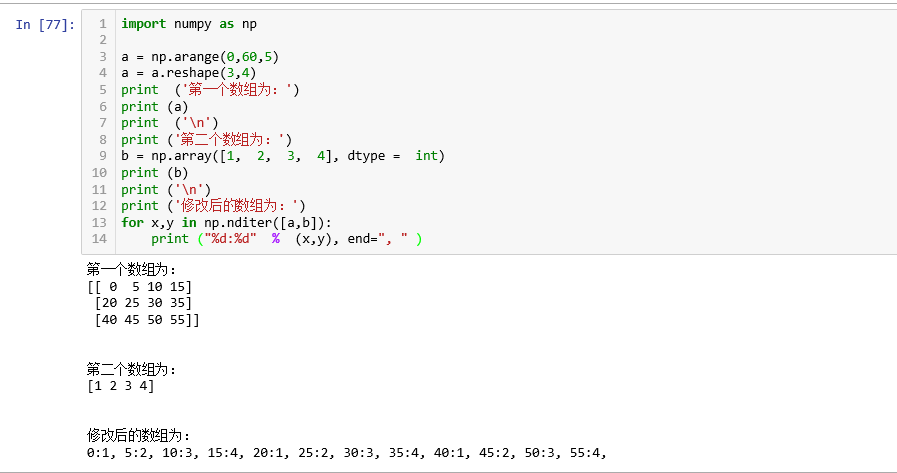 In [77]:
1 import numpy as np
2
3 a = np.arange(0,60,5)
4 a = a.reshape(3,4)
5 print  ('第一个数组为：')
6 print (a)
7 print  ('\n')
8 print ('第二个数组为：')
9 b = np.array([1,  2,  3,  4], dtype =  int)
10 print (b)
11 print ('\n')
12 print ('修改后的数组为：')
13 for x,y in np.nditer([a,b]):
14     print ("%d:%d"  %  (x,y), end=", " )
第一个数组为：
[[ 0  5 10 15]
 [20 25 30 35]
 [40 45 50 55]]
第二个数组为：
[1 2 3 4]
修改后的数组为：
0:1, 5:2, 10:3, 15:4, 20:1, 25:2, 30:3, 35:4, 40:1, 45:2, 50:3, 55:4,